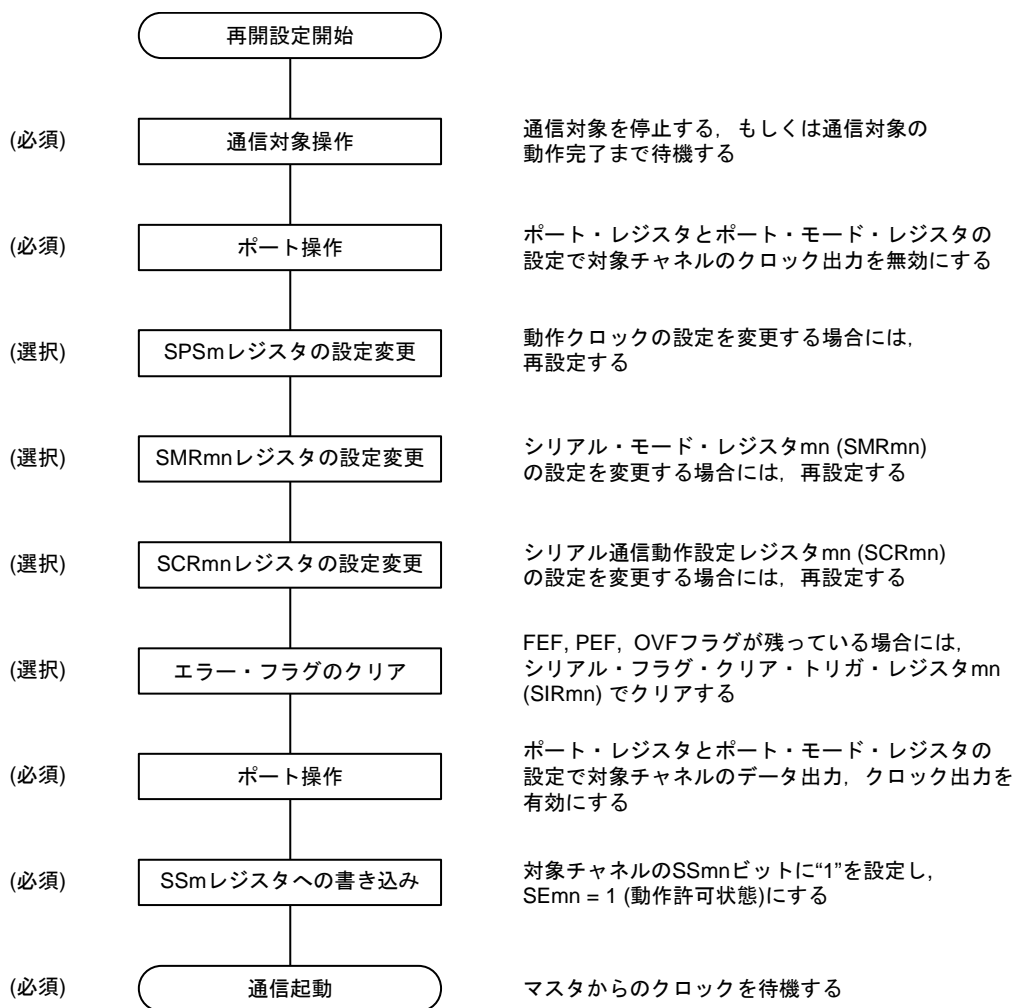 再開設定開始
(必須)
通信対象操作
通信対象を停止する，もしくは通信対象の
動作完了まで待機する
(必須)
ポート操作
ポート・レジスタとポート・モード・レジスタの
設定で対象チャネルのクロック出力を無効にする
(選択)
SPSmレジスタの設定変更
動作クロックの設定を変更する場合には，
再設定する
(選択)
SMRmnレジスタの設定変更
シリアル・モード・レジスタmn (SMRmn)
の設定を変更する場合には，再設定する
(選択)
SCRmnレジスタの設定変更
シリアル通信動作設定レジスタmn (SCRmn)
の設定を変更する場合には，再設定する
(選択)
エラー・フラグのクリア
FEF, PEF, OVFフラグが残っている場合には，
シリアル・フラグ・クリア・トリガ・レジスタmn
(SIRmn) でクリアする
(必須)
ポート操作
ポート・レジスタとポート・モード・レジスタの
設定で対象チャネルのデータ出力，クロック出力を
有効にする
(必須)
SSmレジスタへの書き込み
対象チャネルのSSmnビットに“1”を設定し，
SEmn = 1 (動作許可状態)にする
(必須)
通信起動
マスタからのクロックを待機する